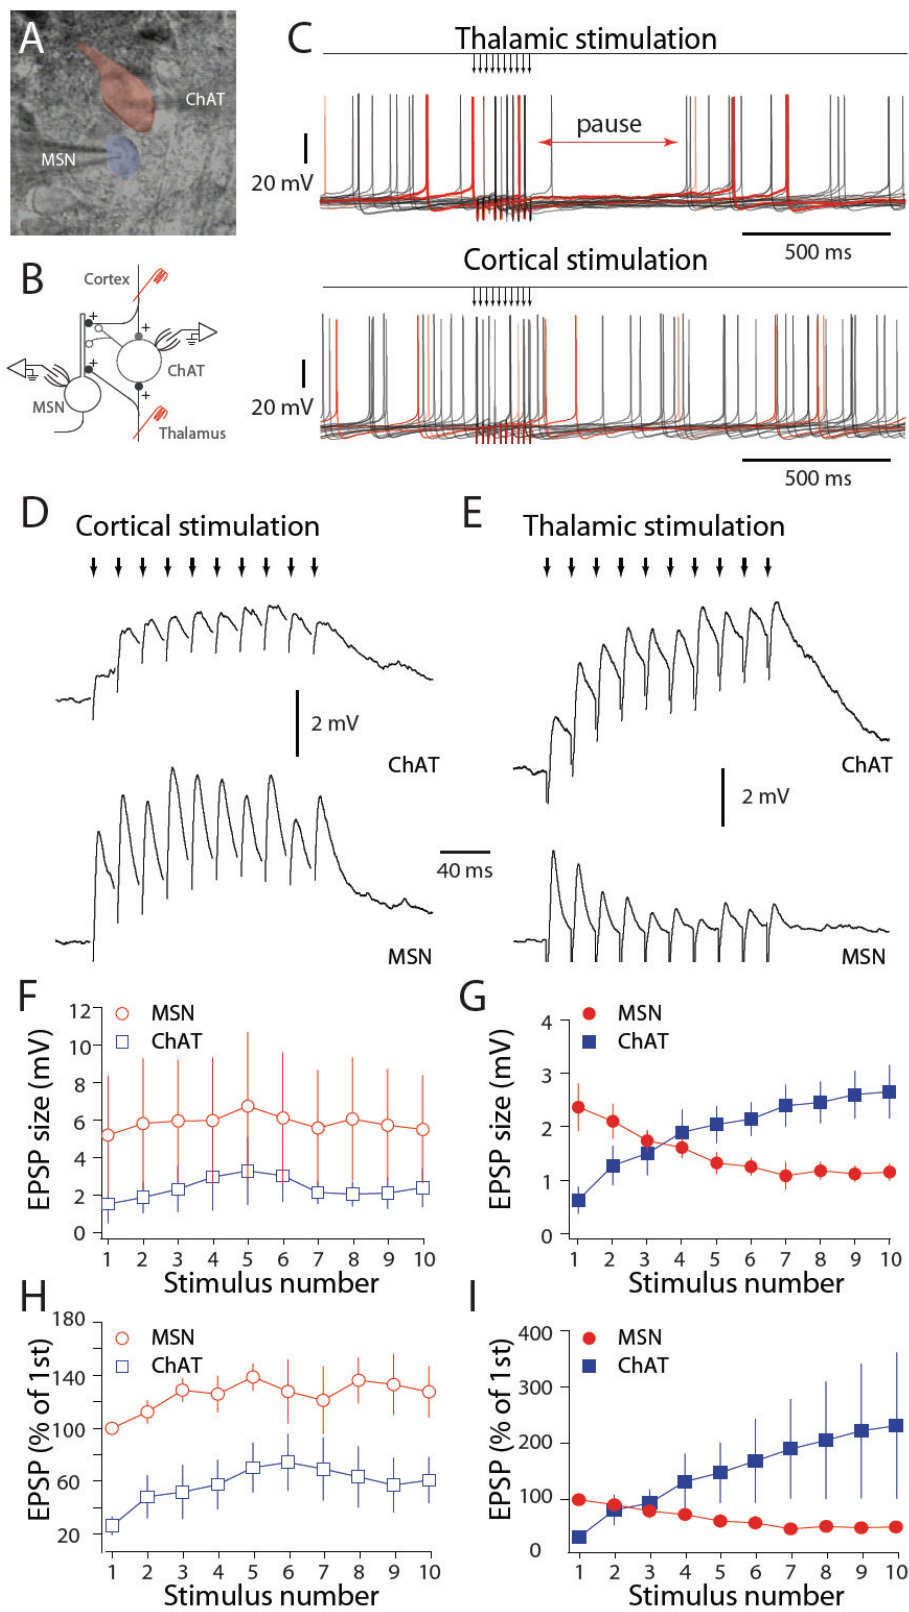 A
ChAT
MSN
B
Cortex
+
+
ChAT
+
+
MSN
Thalamus
C
Thalamic stimulation
pause
20 mV
500 ms
Cortical stimulation
20 mV
500 ms
D
Cortical stimulation
2 mV
ChAT
MSN
40 ms
E
Thalamic stimulation
ChAT
2 mV
MSN
F
MSN
ChAT
EPSP size (mV)
12
10
8
6
4
2
0
1 2 3 4 5 6 7 8 9 10
Stimulus number
G
MSN
ChAT
EPSP size (mV)
4
3
2
1
0
1 2 3 4 5 6 7 8 9 10
Stimulus number
H
MSN
ChAT
EPSP (% of 1st)
180
140
100
60
20
1 2 3 4 5 6 7 8 9 10
Stimulus number
I
MSN
ChAT
EPSP (% of 1st)
400
300
200
100
0
1 2 3 4 5 6 7 8 9 10
Stimulus number